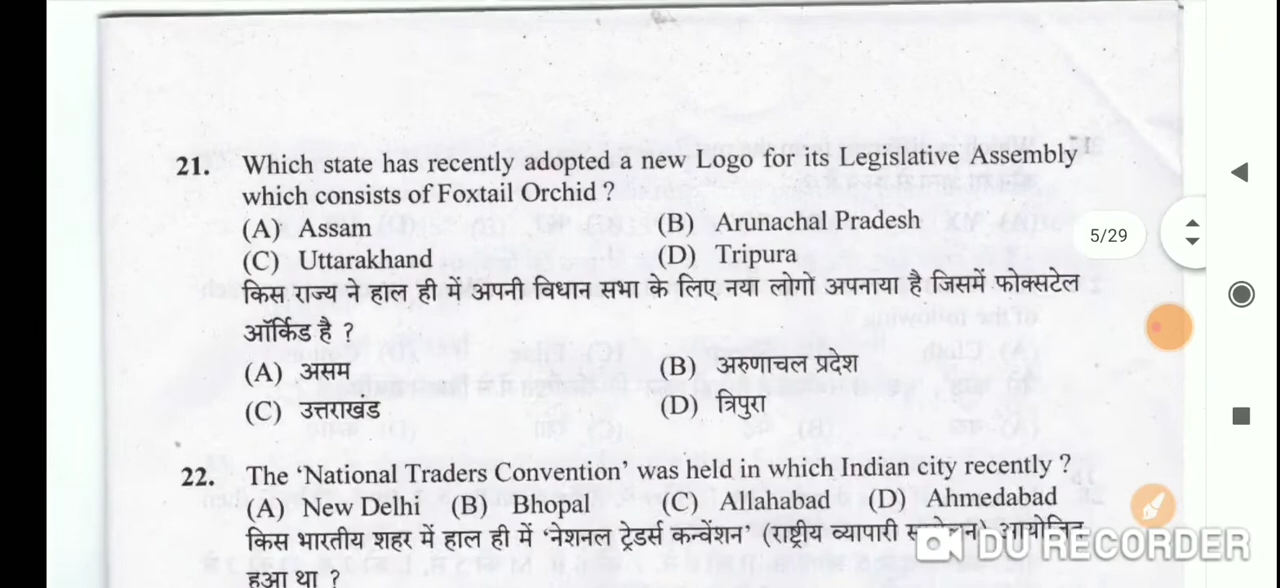 21. Which state has recently adopted a new Logo for its Legislative Assembly
which consists of Foxtail Orchid ?
(A) Assam (B) Arunachal Pradesh
(C) Uttarakhand (D) Tripura
किस राज्य ने हाल ही में अपनी विधान सभा के लिए नया लोगों अपनाया है जिसमें फोक्सटेल
ऑर्किड है ?
(A) असम (B) अरुणाचल प्रदेश
(C) उत्तराखंड (D) त्रिपुरा
22. The ‘National Traders Convention’ was held in which Indian city recently ?
(A) New Delhi (B) Bhopal (C) Allahabad (D) Ahmedabad
किस भारतीय शहर में हाल ही में ‘नेशनल ट्रेडर्स कन्वेंशन’ (राष्ट्रीय व्यापारी
हुआ था ?
5/29
DU RECORDER